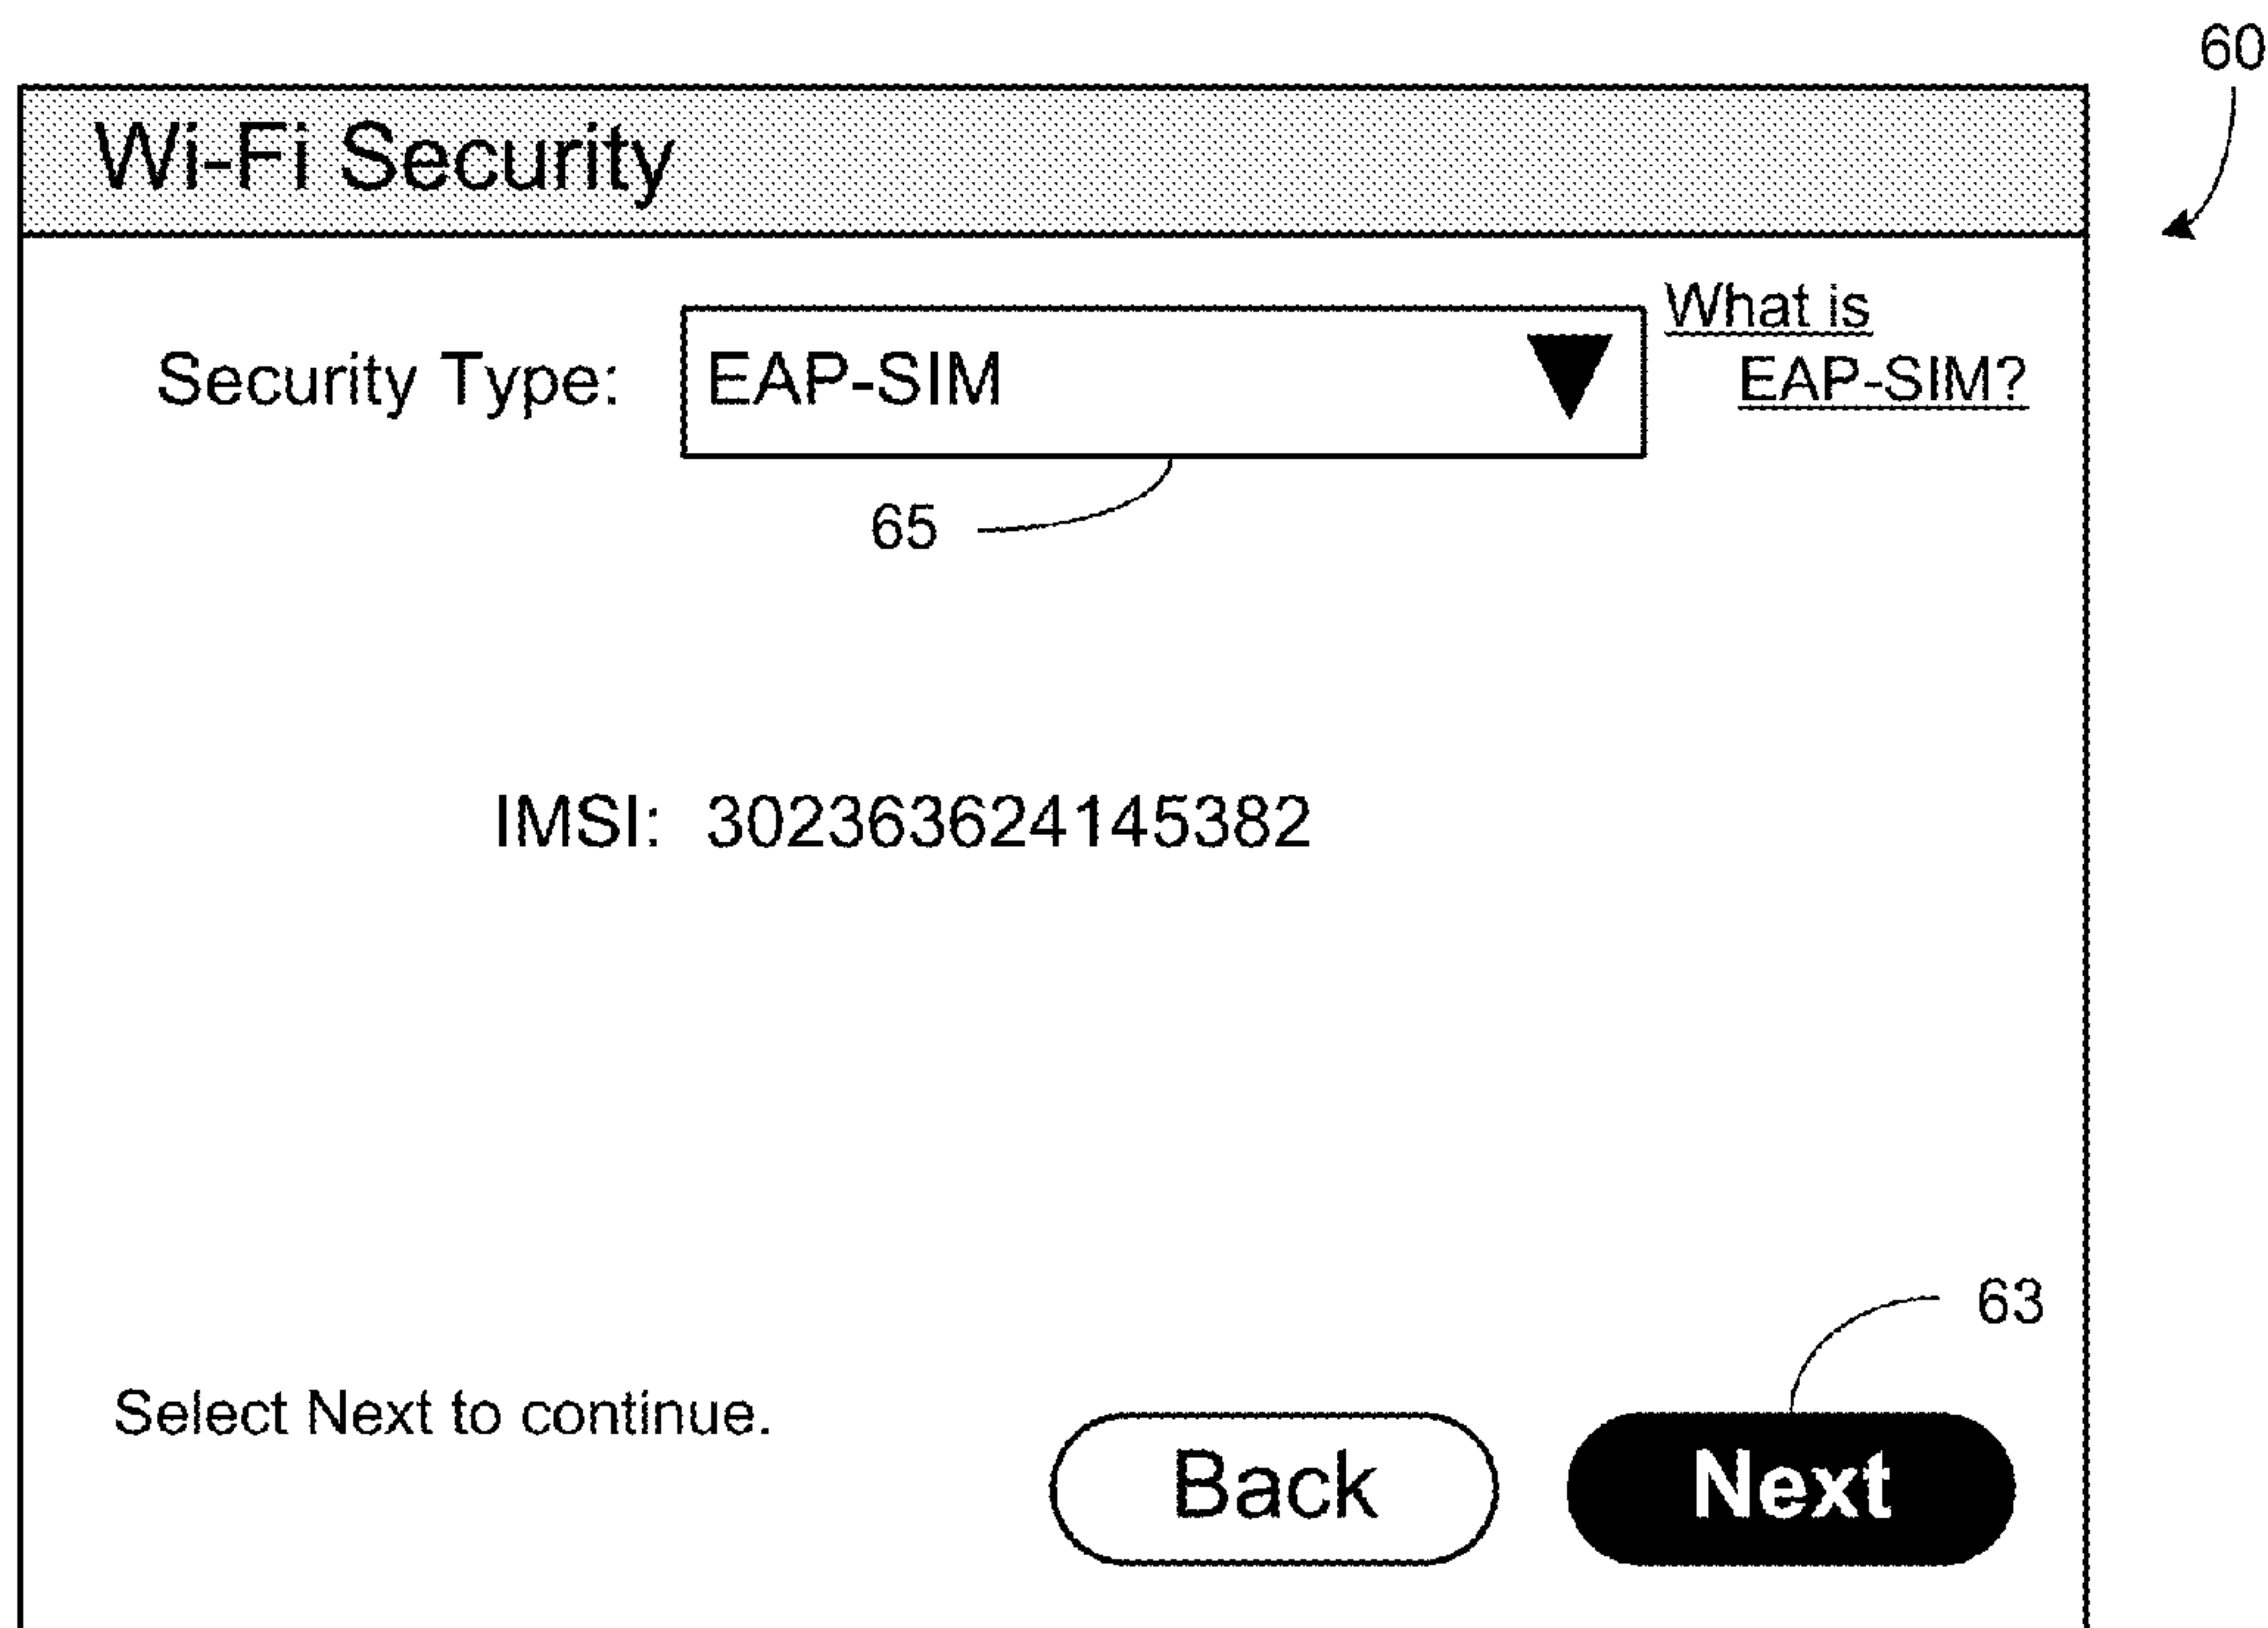 60
Wi-Fi Security
What is
Security Type: EAP-SIM EAP-SIM?
65
IMSI: 302363624145382
63
Select Next to continue.
Back Next